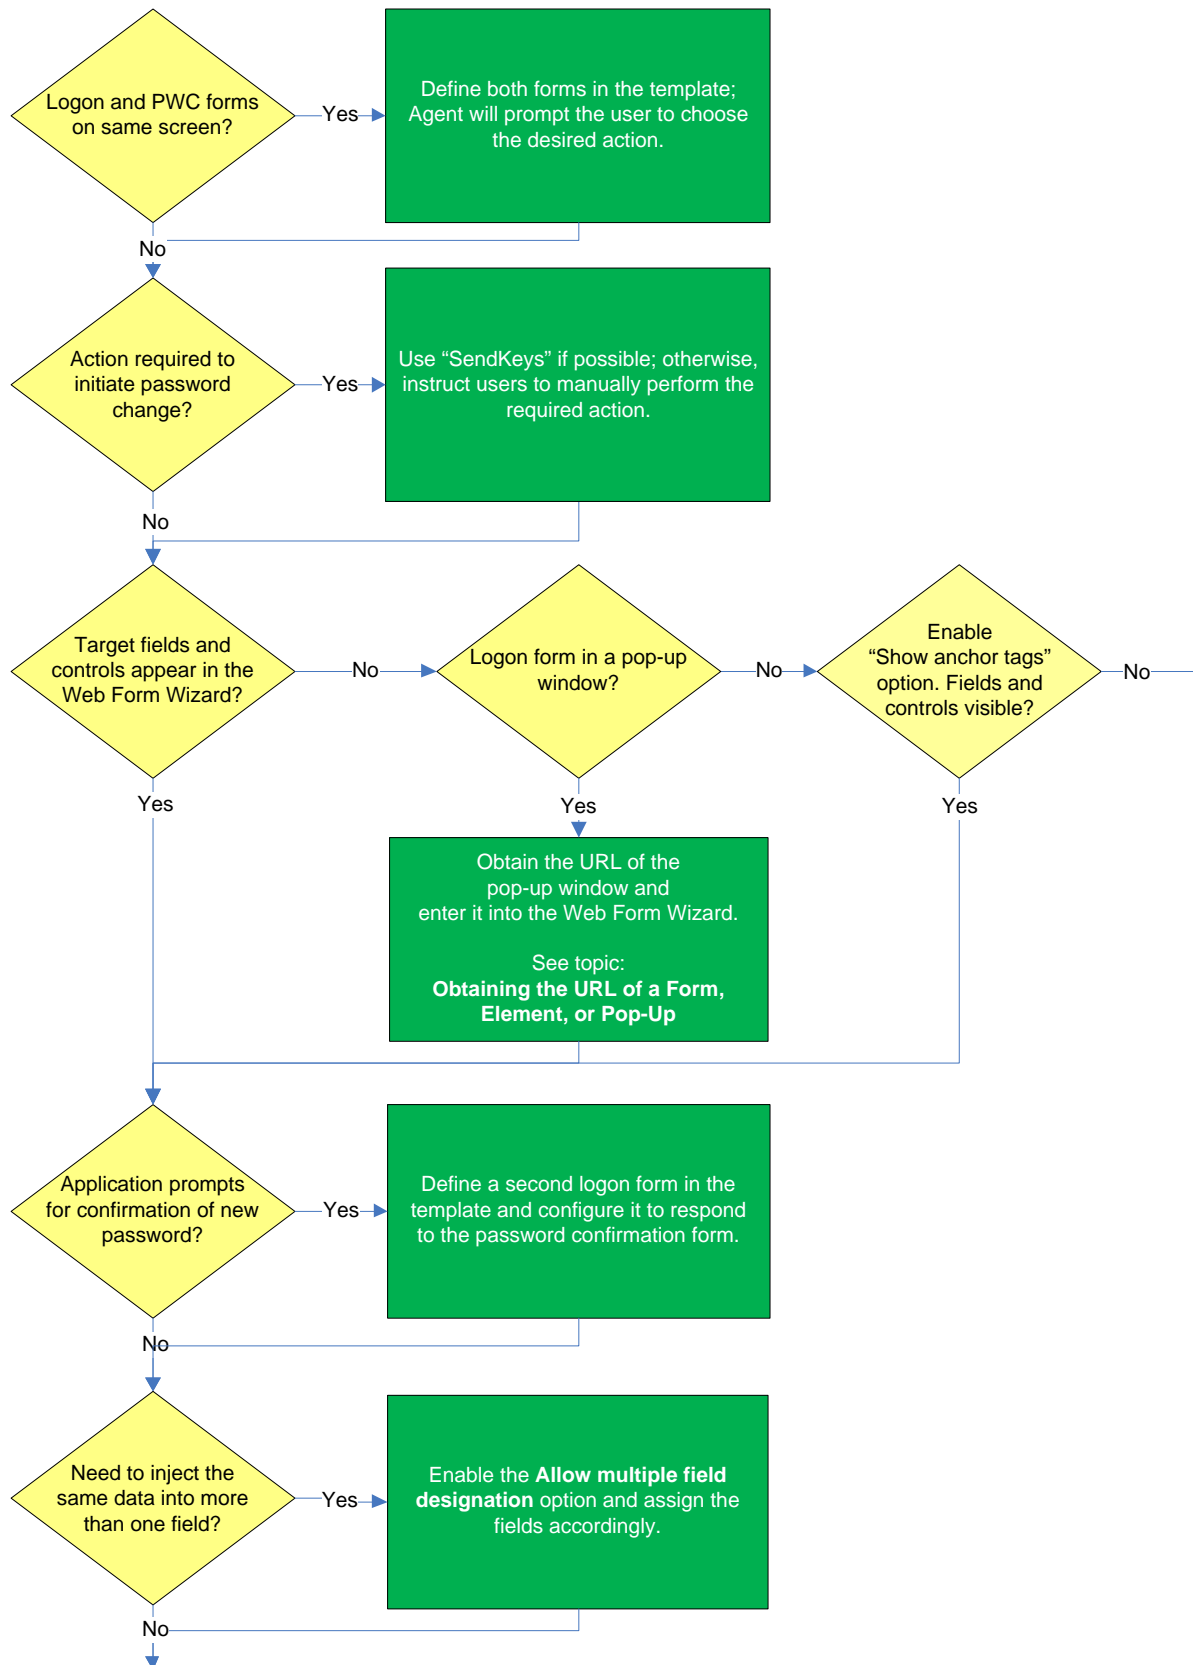 Logon and PWC forms
on same screen?
Yes
Define both forms in the template;
Agent will prompt the user to choose
the desired action.
No
Action required to
initiate password
change?
Yes
Use “SendKeys” if possible; otherwise,
instruct users to manually perform the
required action.
No
Target fields and
controls appear in the
Web Form Wizard?
No
Logon form in a pop-up
window?
No
Enable
“Show anchor tags”
option. Fields and
controls visible?
No
Yes
Yes
Yes
Obtain the URL of the
pop-up window and
enter it into the Web Form Wizard.
See topic:
Obtaining the URL of a Form,
Element, or Pop-Up
Application prompts
for confirmation of new
password?
Yes
Define a second logon form in the
template and configure it to respond
to the password confirmation form.
No
Need to inject the
same data into more
than one field?
Yes
Enable the Allow multiple field
designation option and assign the
fields accordingly.
No